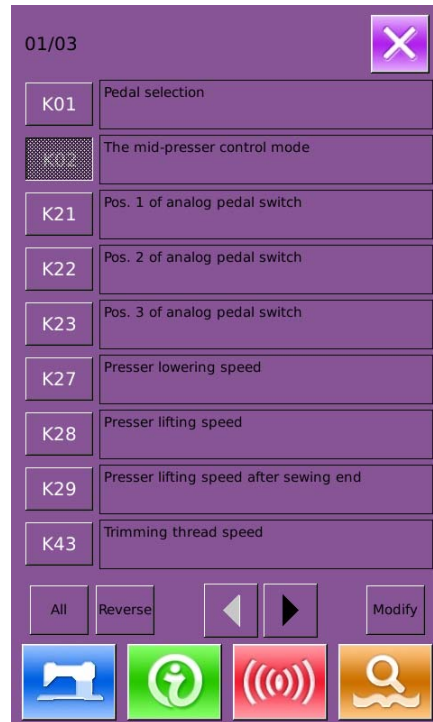 01/03
K01 Pedal selection
K02 The mid-presser control mode
K21 Pos. 1 of analog pedal switch
K22 Pos. 2 of analog pedal switch
K23 Pos. 3 of analog pedal switch
K27 Presser lowering speed
K28 Presser lifting speed
K29 Presser lifting speed after sewing end
K43 Trimming thread speed
All Reverse Modify